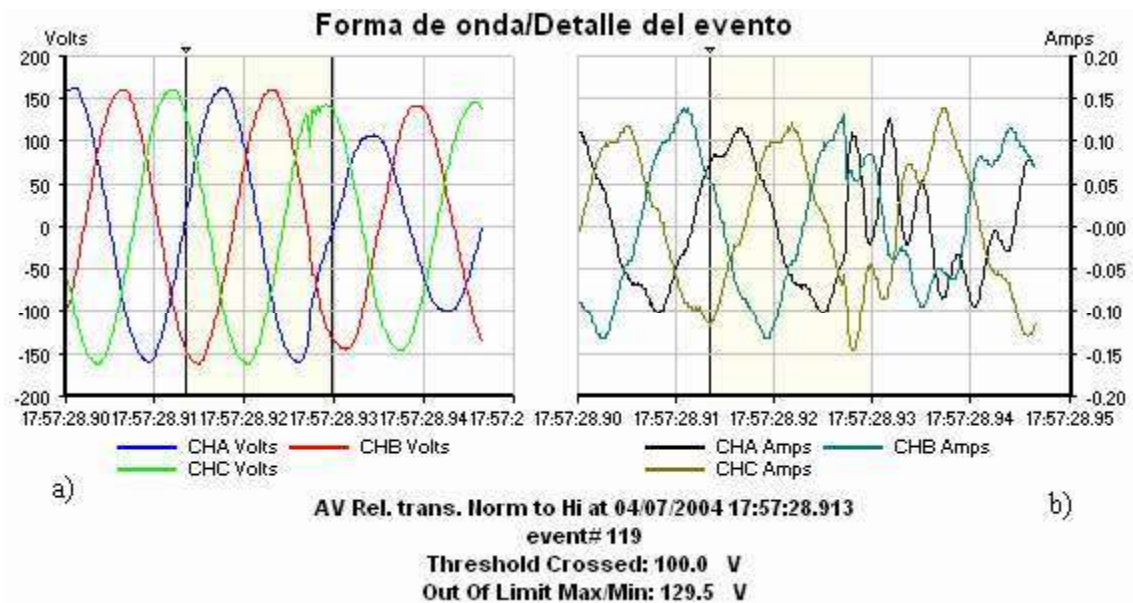 Forma de onda/Detalle del evento
Volts
Amps
200
150
100
50
0
-50
-100
-150
-200
0.20
0.15
0.10
0.05
-0.00
-0.05
-0.10
-0.15
-0.20
17:57:28.90 17:57:28.91 17:57:28.92 17:57:28.93 17:57:28.94 17:57:2
17:57:28.90 17:57:28.91 17:57:28.92 17:57:28.93 17:57:28.94 17:57:28.95
CHA Volts CHB Volts
CHC Volts
CHA Amps CHB Amps
CHC Amps
a)
b)
AV Rel. trans. Norm to Hi at 04/07/2004 17:57:28.913
event# 119
Threshold Crossed: 100.0 V
Out Of Limit Max/Min: 129.5 V